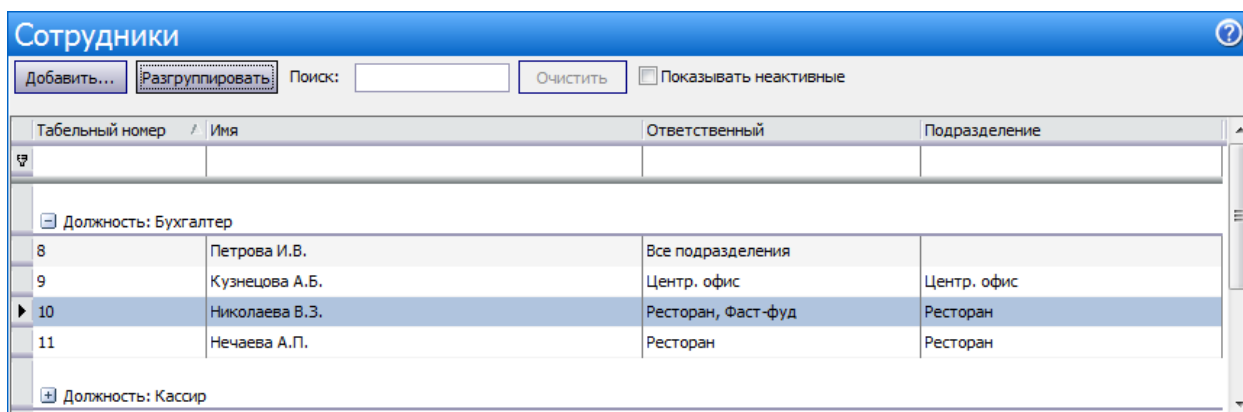 Сотрудники
Добавить... Разгруппировать Поиск: Очистить Показывать неактивные
Табельный номер Имя Ответственный Подразделение
Должность: Бухгалтер
8 Петрова И.В. Все подразделения
9 Кузнецова А.Б. Центр. офис Центр. офис
10 Николаева В.З. Ресторан, Фаст-фуд Ресторан
11 Нечаева А.П. Ресторан Ресторан
Должность: Кассир